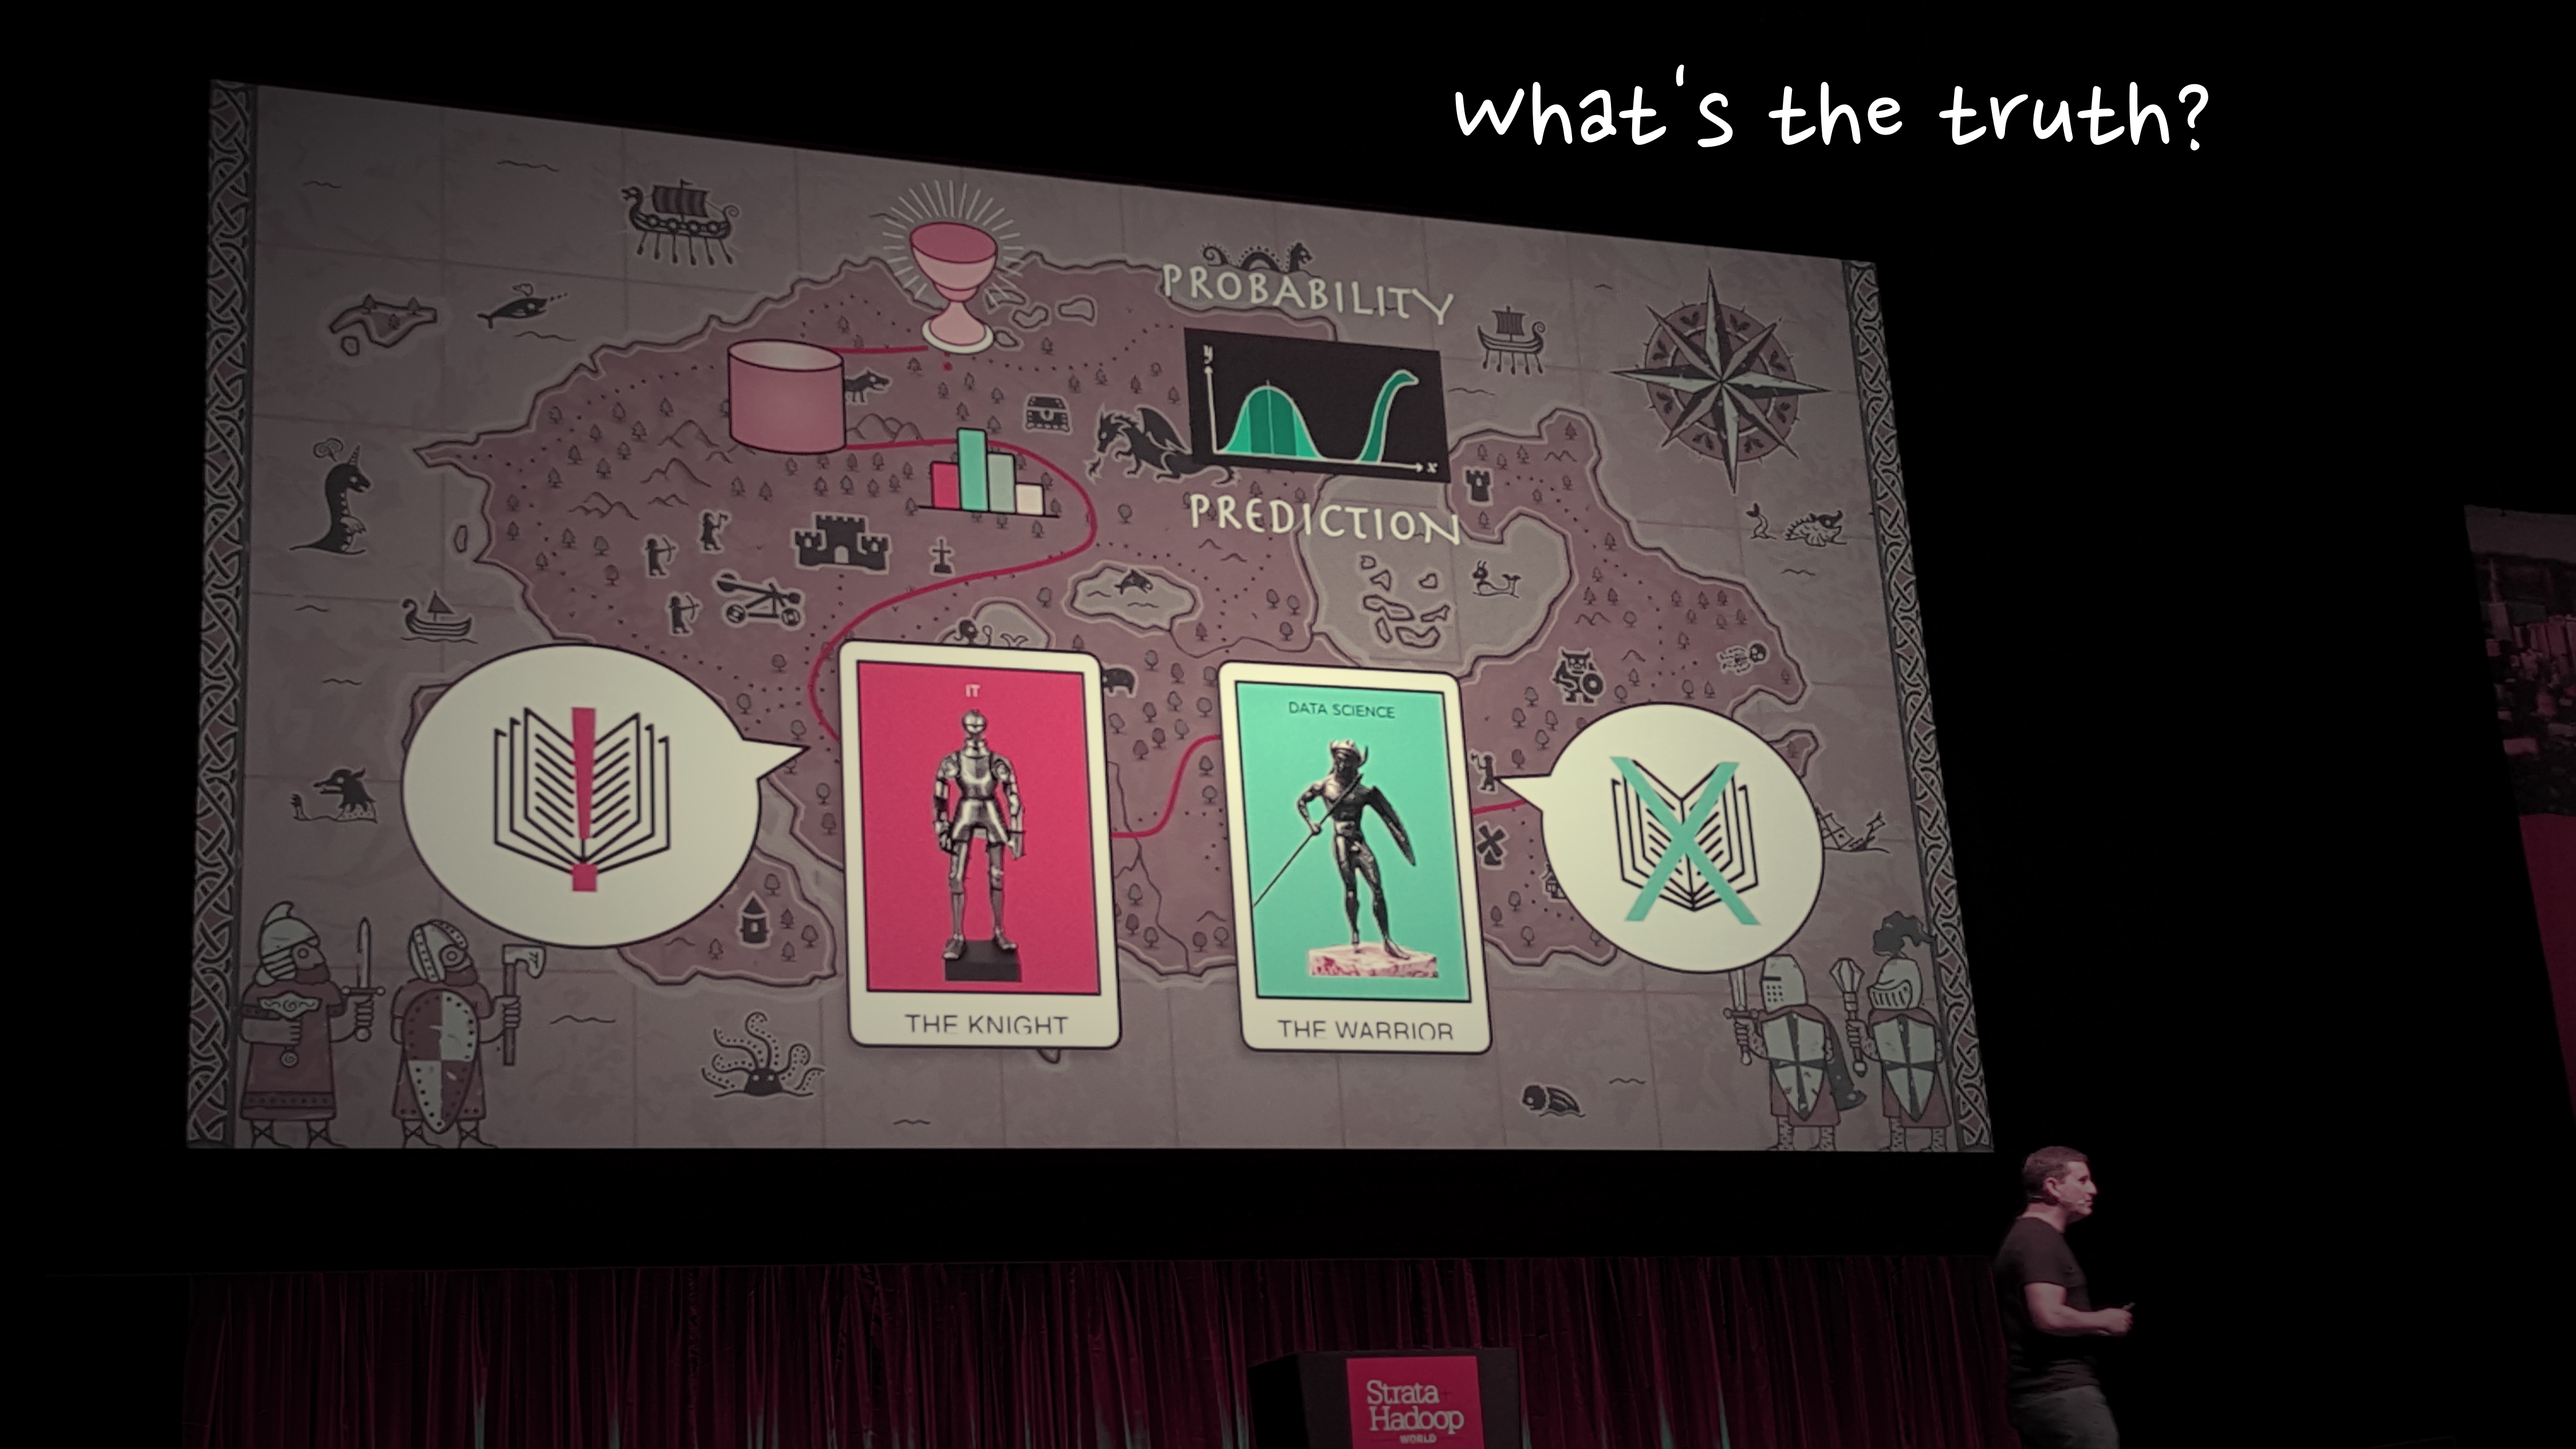 what's the truth?
PROBABILITY
y
x
PREDICTION
IT
DATA SCIENCE
THE KNIGHT
THE WARRIOR
Strata+
Hadoop
WORLD